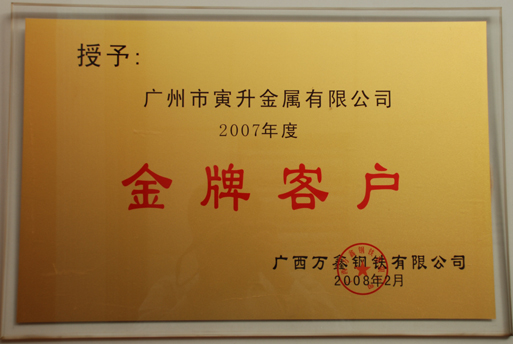 授予:
广州市寅升金属有限公司
2007年度
金牌客户
广西万鑫钢铁有限公司
2008年2月